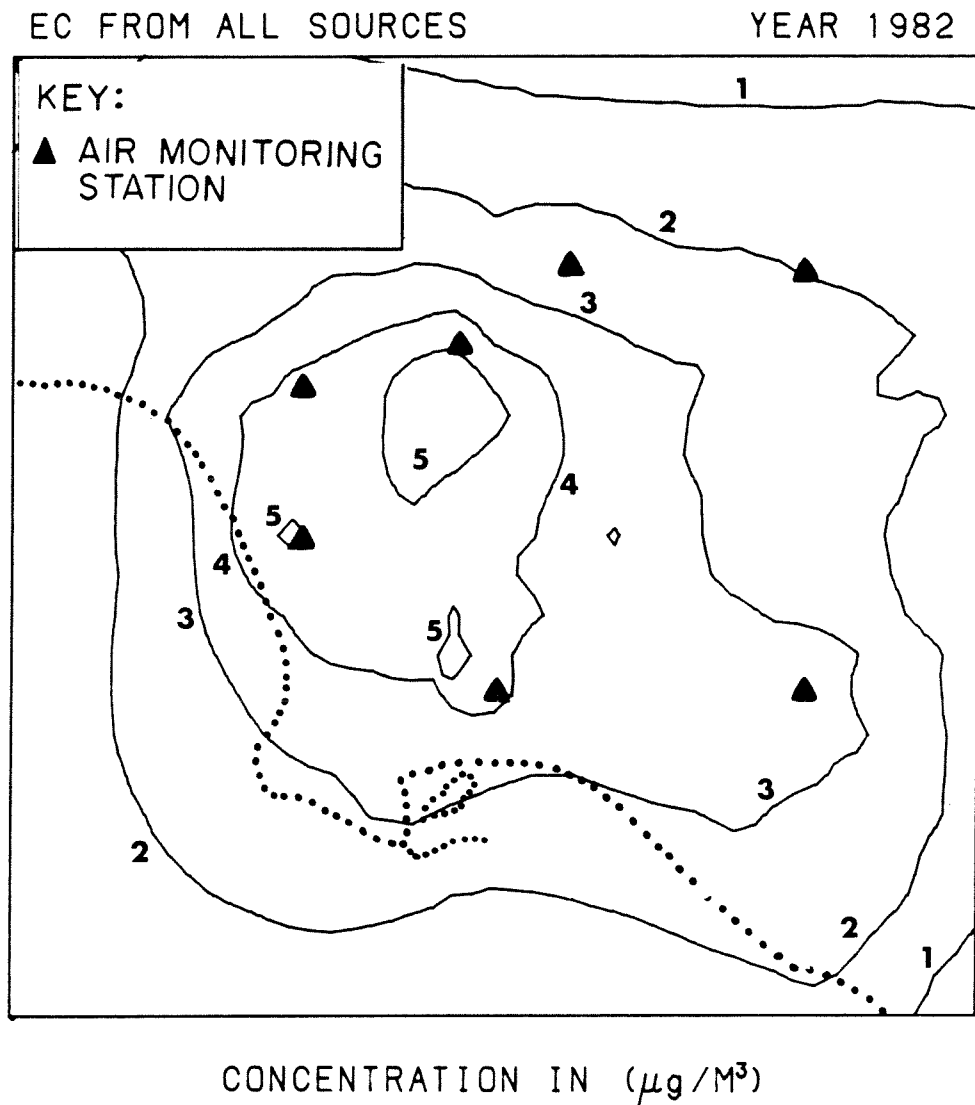 EC FROM ALL SOURCES YEAR 1982
KEY:
▲ AIR MONITORING
STATION
1
2
3
5
4
5
4
3
5
3
2
2
1
CONCENTRATION IN (μg/M³)